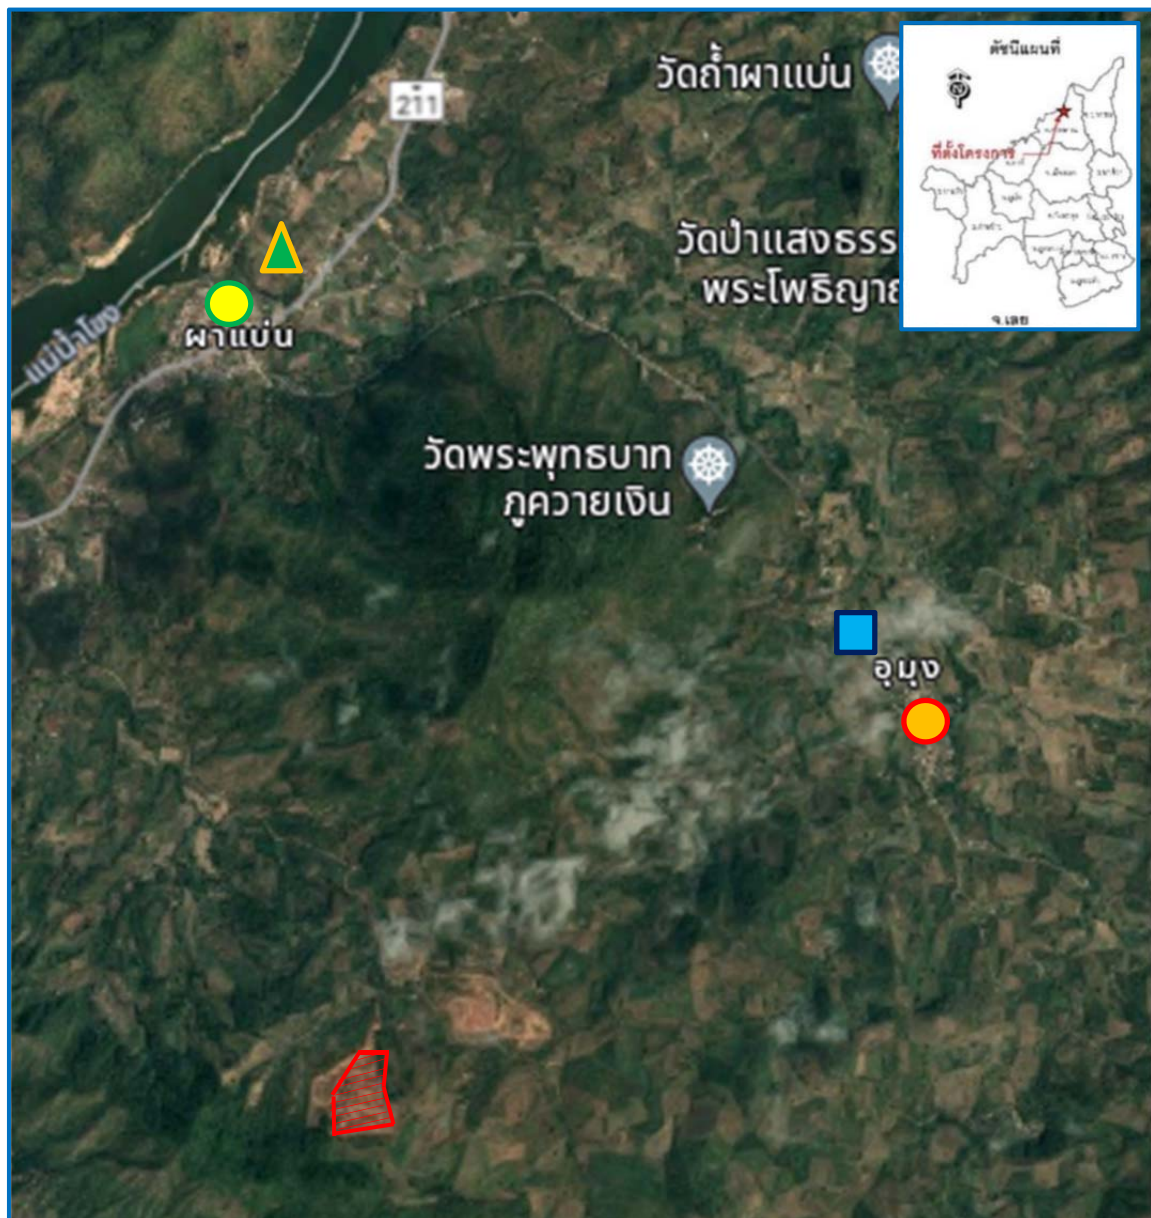 วัดถ้ำผาแบ่น
211
วัดป่าแสงธรร
พระโพธิญาณ
แม่น้ำโขง
ผาแบ่น
วัดพระพุทธบาท
ภูควายเงิน
อุมุง
ดัชนีแผนที่
ที่ตั้งโครงการ
จ.เลย